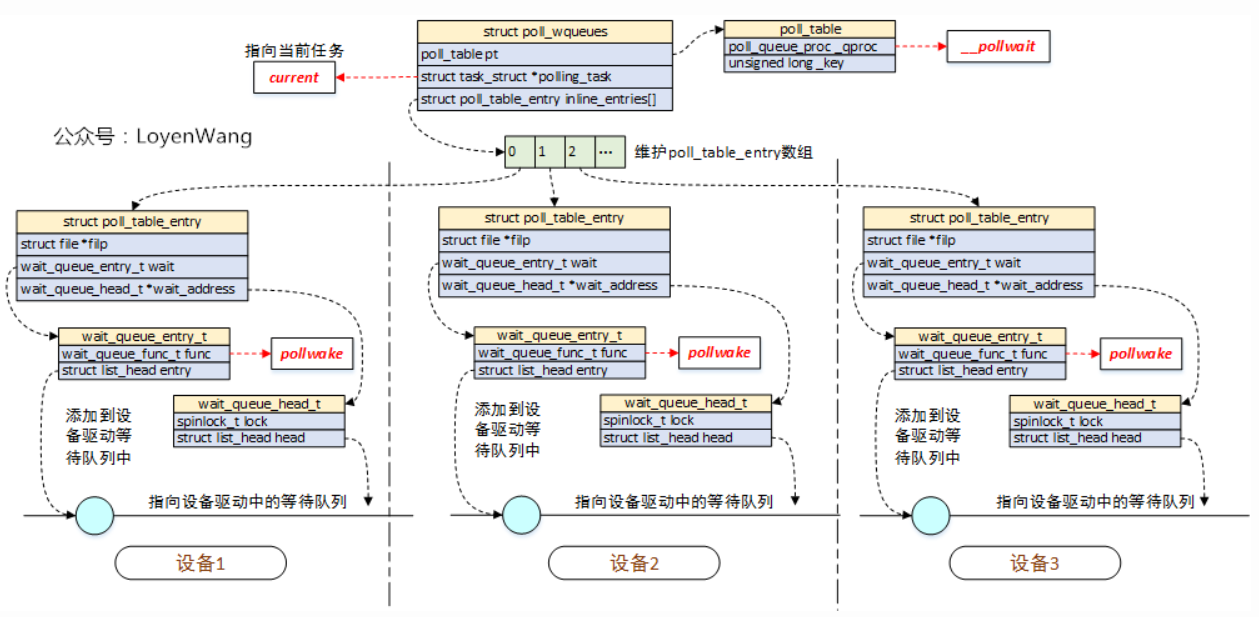 struct poll_wqueues
poll_table pt
struct task_struct *polling_task
struct poll_table_entry inline_entries[]
poll_table
poll_queue_proc _qproc
unsigned long _key
__pollwait
指向当前任务
current
公众号：LoyenWang
0
1
2
...
维护poll_table_entry数组
struct poll_table_entry
struct file *filp
wait_queue_entry_t wait
wait_queue_head_t *wait_address
wait_queue_entry_t
wait_queue_func_t func
struct list_head entry
pollwake
wait_queue_head_t
spinlock_t lock
struct list_head head
添加到设
备驱动等
待队列中
指向设备驱动中的等待队列
设备1
struct poll_table_entry
struct file *filp
wait_queue_entry_t wait
wait_queue_head_t *wait_address
wait_queue_entry_t
wait_queue_func_t func
struct list_head entry
pollwake
wait_queue_head_t
spinlock_t lock
struct list_head head
添加到设
备驱动等
待队列中
指向设备驱动中的等待队列
设备2
struct poll_table_entry
struct file *filp
wait_queue_entry_t wait
wait_queue_head_t *wait_address
wait_queue_entry_t
wait_queue_func_t func
struct list_head entry
pollwake
wait_queue_head_t
spinlock_t lock
struct list_head head
添加到设
备驱动等
待队列中
指向设备驱动中的等待队列
设备3